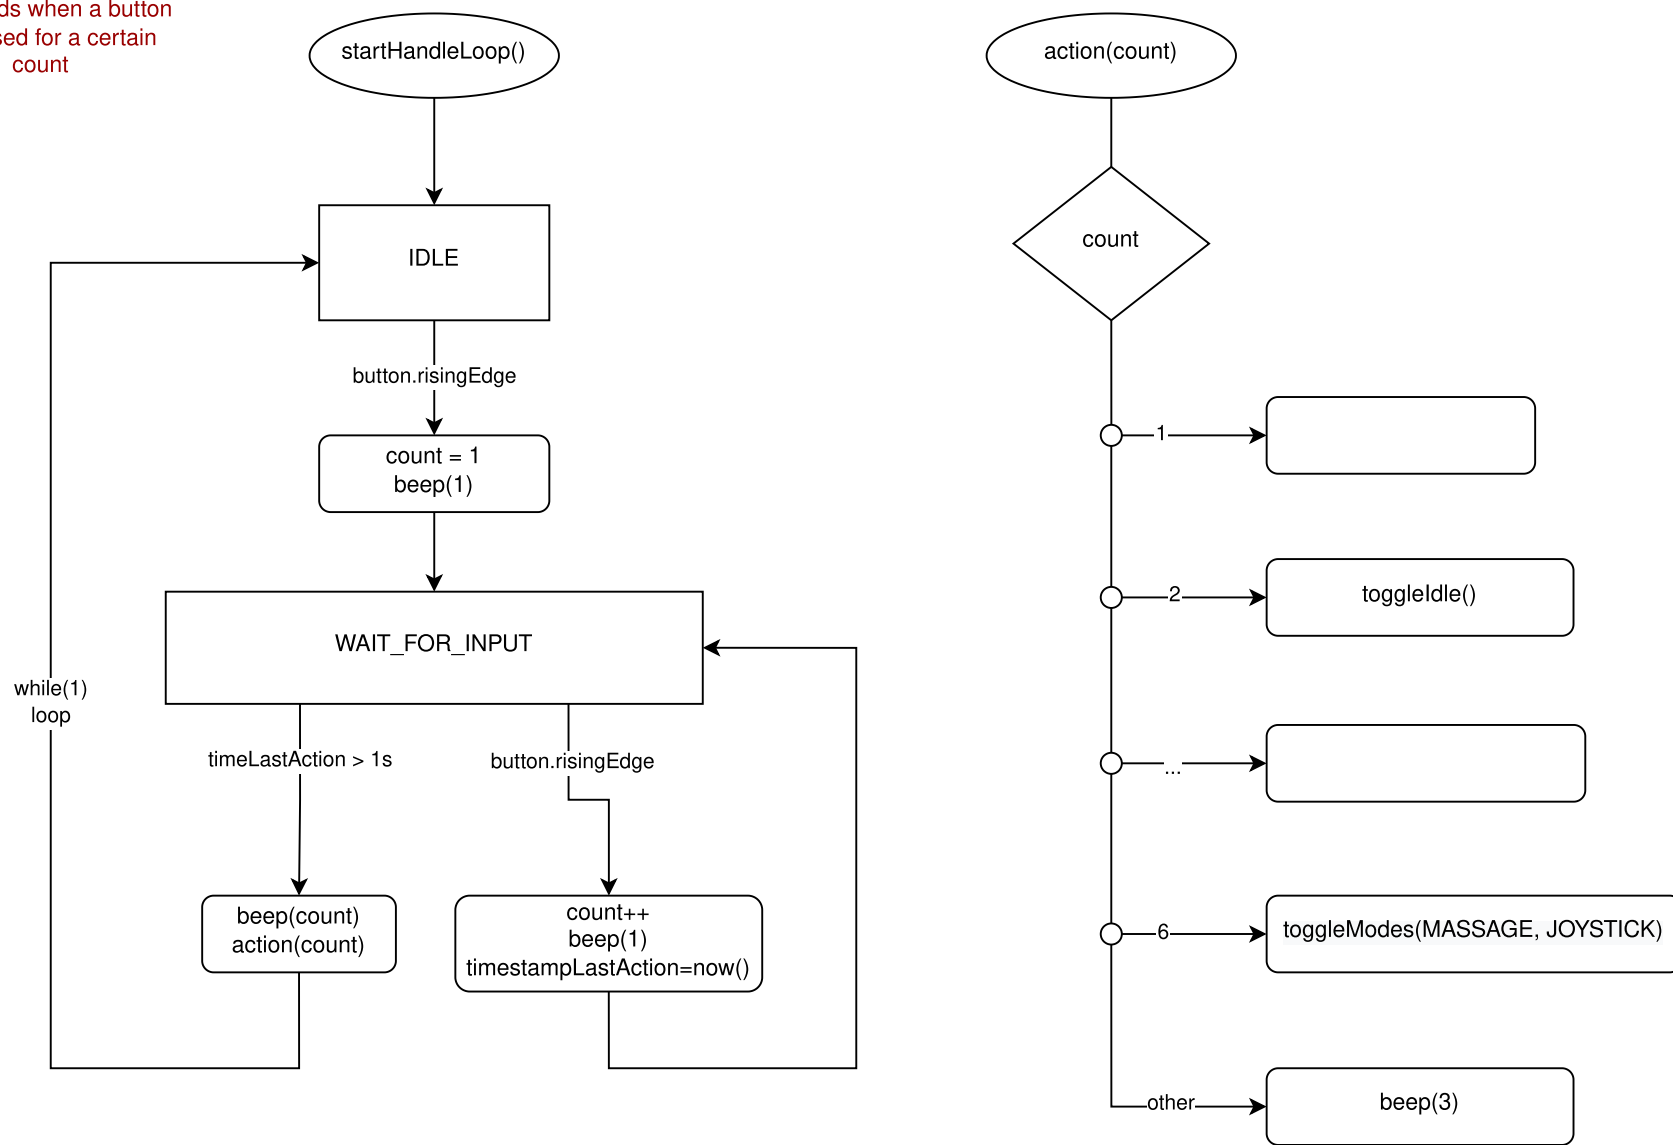 when a button
for a certain
count
startHandleLoop()
IDLE
button.risingEdge
count = 1
beep(1)
WAIT_FOR_INPUT
while(1)
loop
timeLastAction > 1s
button.risingEdge
beep(count)
action(count)
count++
beep(1)
timestampLastAction=now()
action(count)
count
1
2
toggleIdle()
...
6
toggleModes(MASSAGE, JOYSTICK)
other
beep(3)